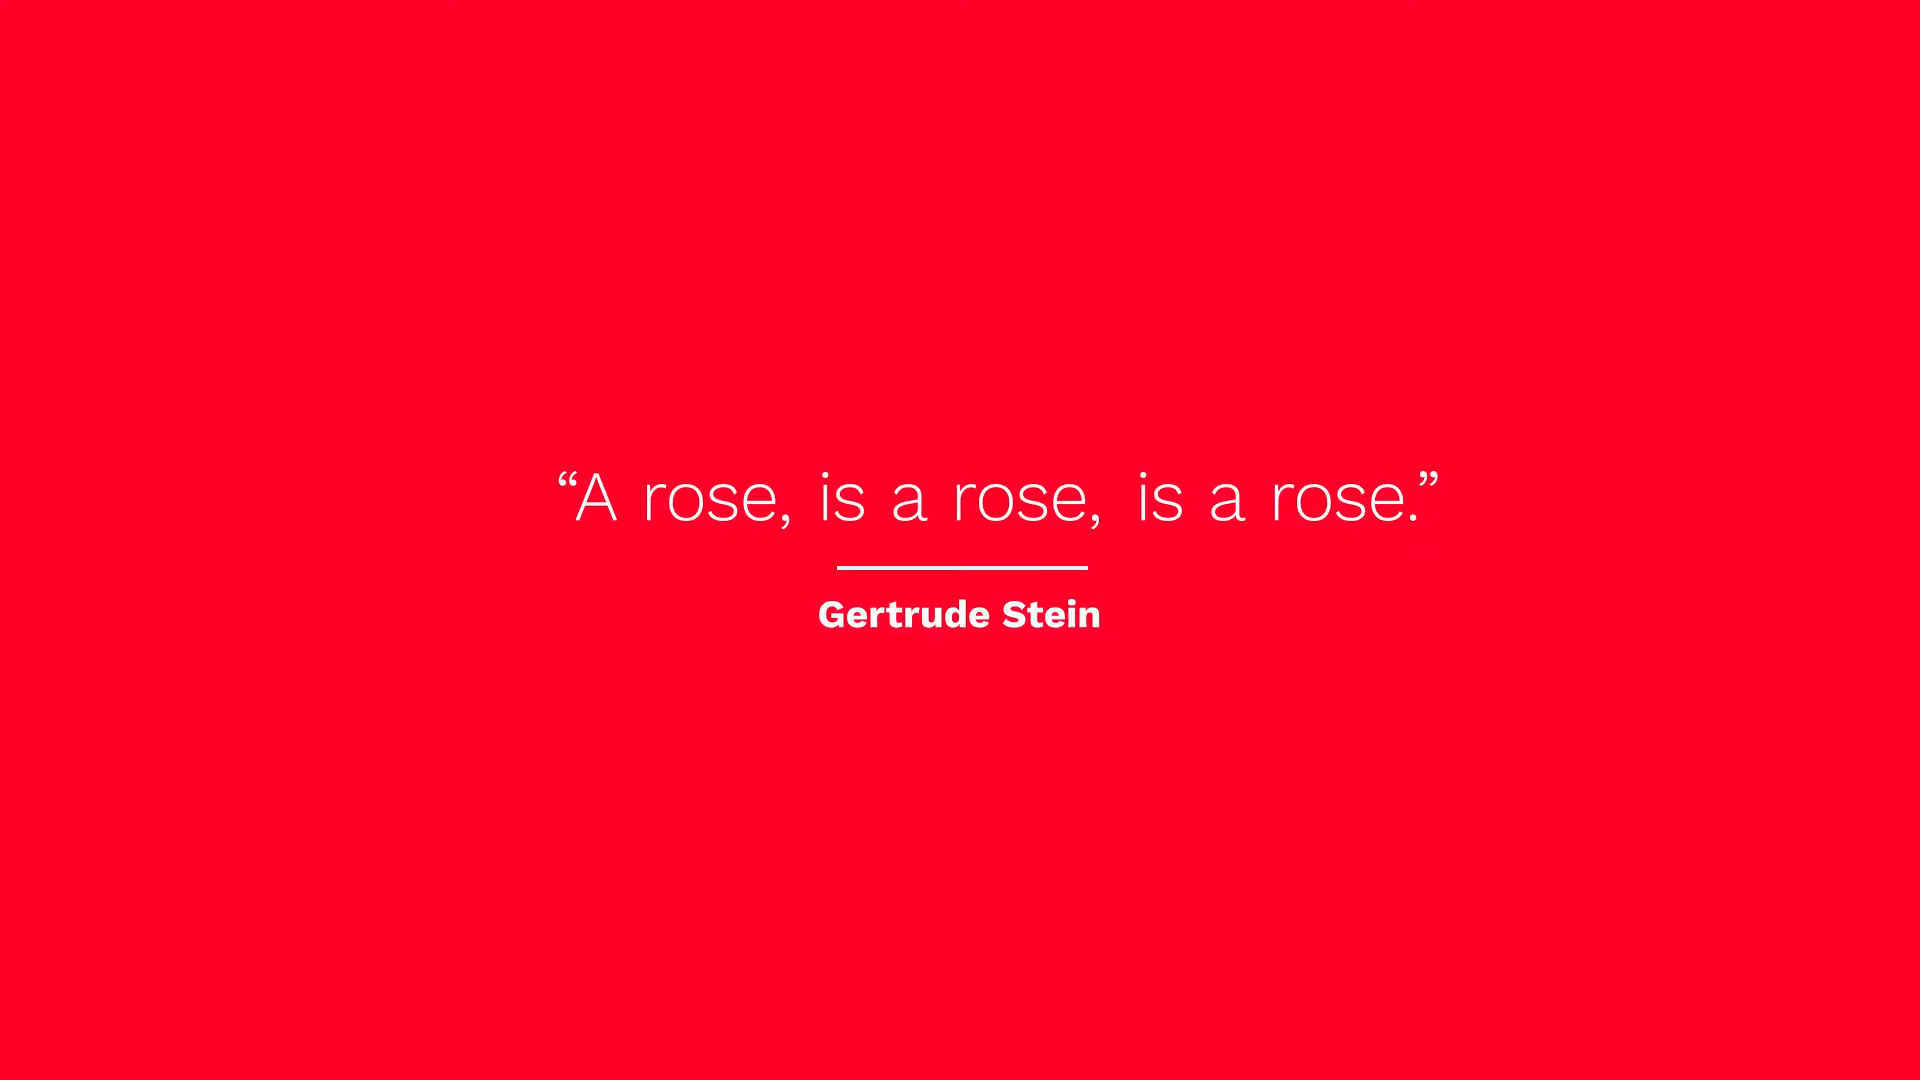 “A rose, is a rose, is a rose.”
Gertrude Stein